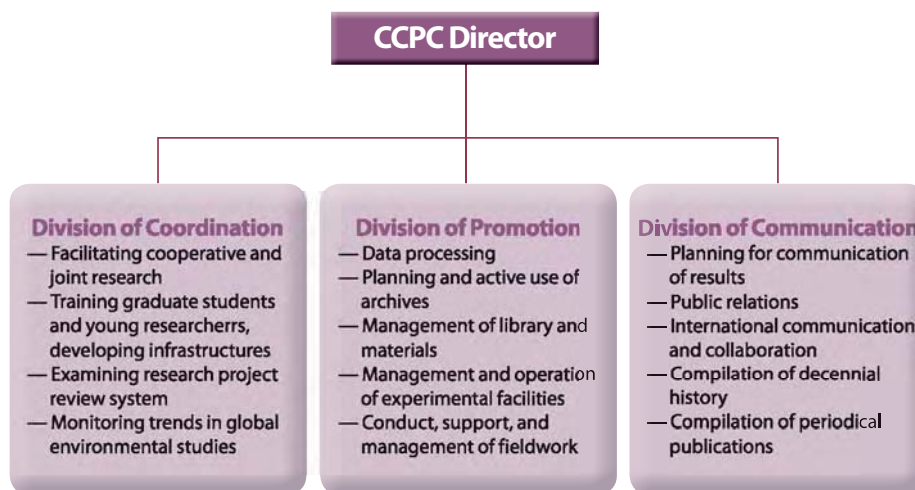 CCPC Director
Division of Coordination
— Facilitating cooperative and
joint research
— Training graduate students
and young researcherrs,
developing infrastructures
— Examining research project
review system
— Monitoring trends in global
environmental studies
Division of Promotion
— Data processing
— Planning and active use of
archives
— Management of library and
materials
— Management and operation
of experimental facilities
— Conduct, support, and
management of fieldwork
Division of Communication
— Planning for communication
of results
— Public relations
— International communication
and collaboration
— Compilation of decennial
history
— Compilation of periodical
publications